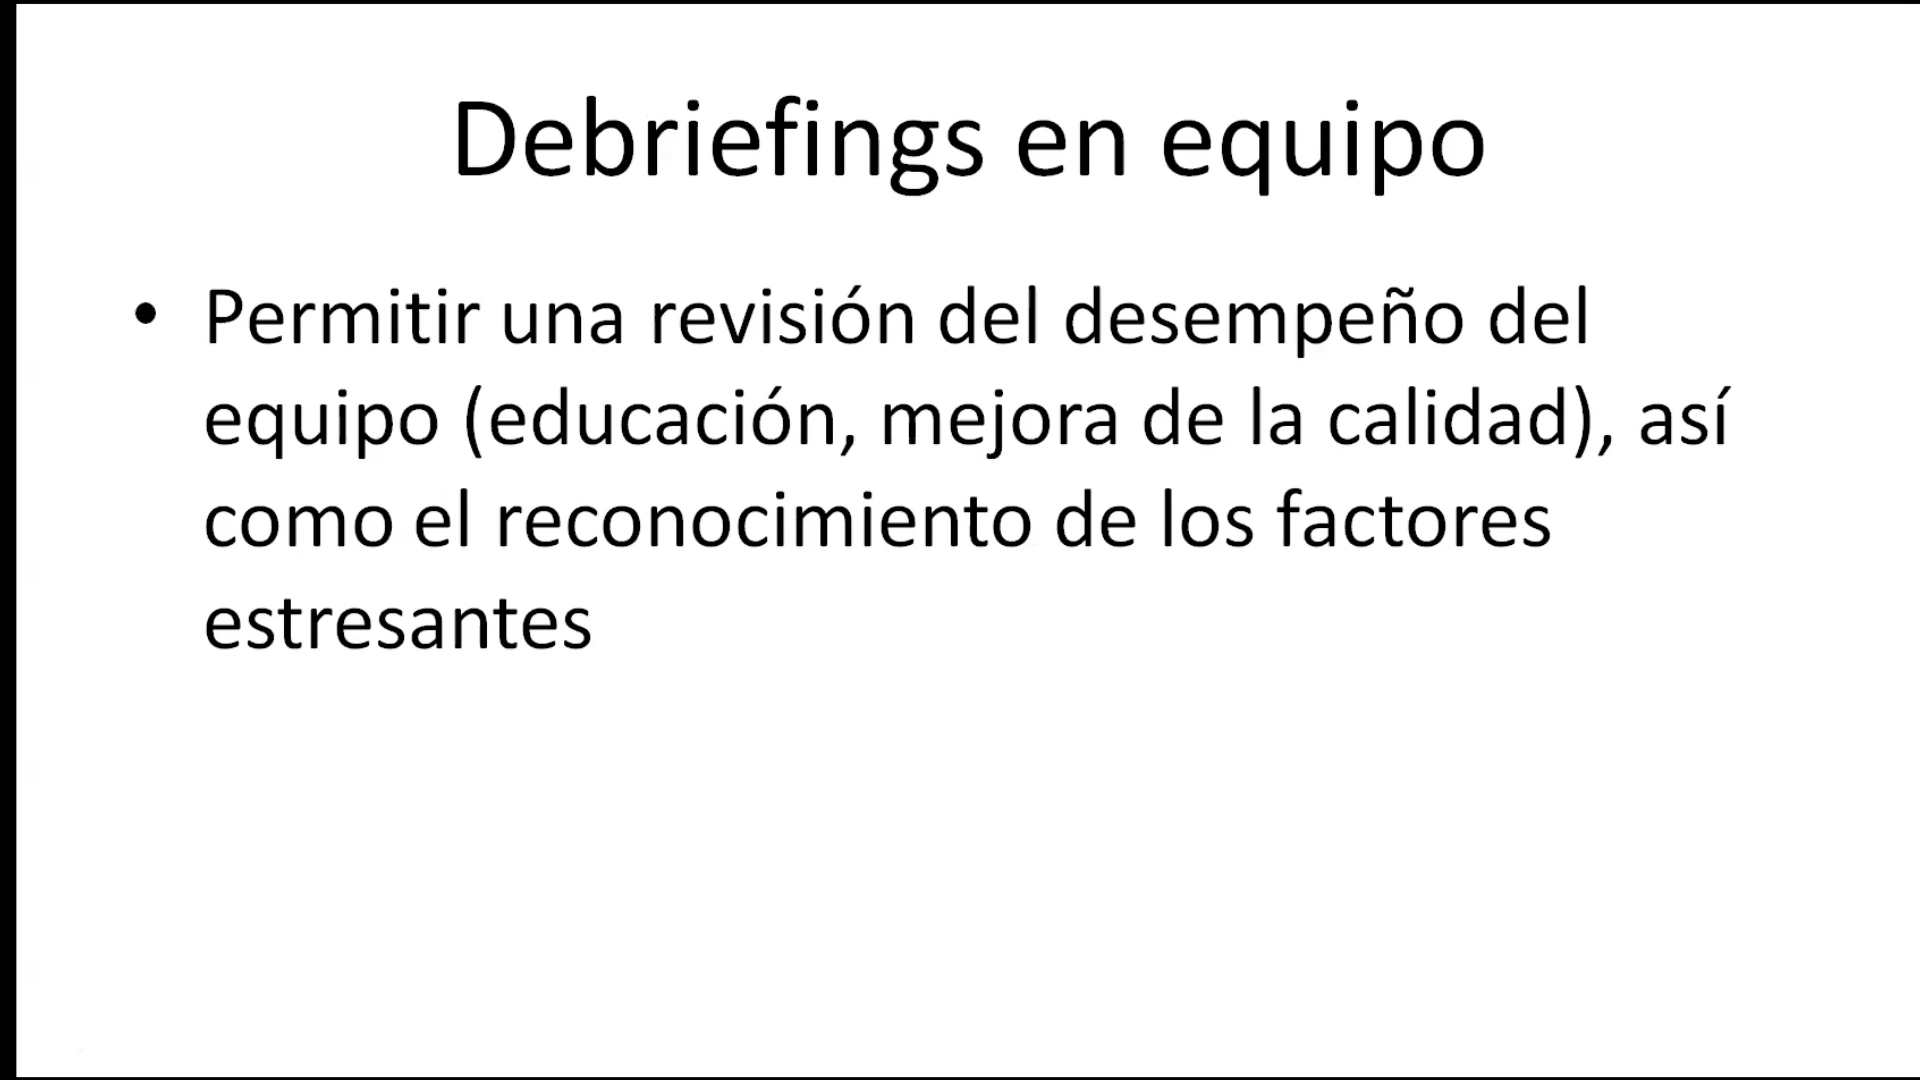 Debriefings en equipo
• Permitir una revisión del desempeño del
equipo (educación, mejora de la calidad), así
como el reconocimiento de los factores
estresantes